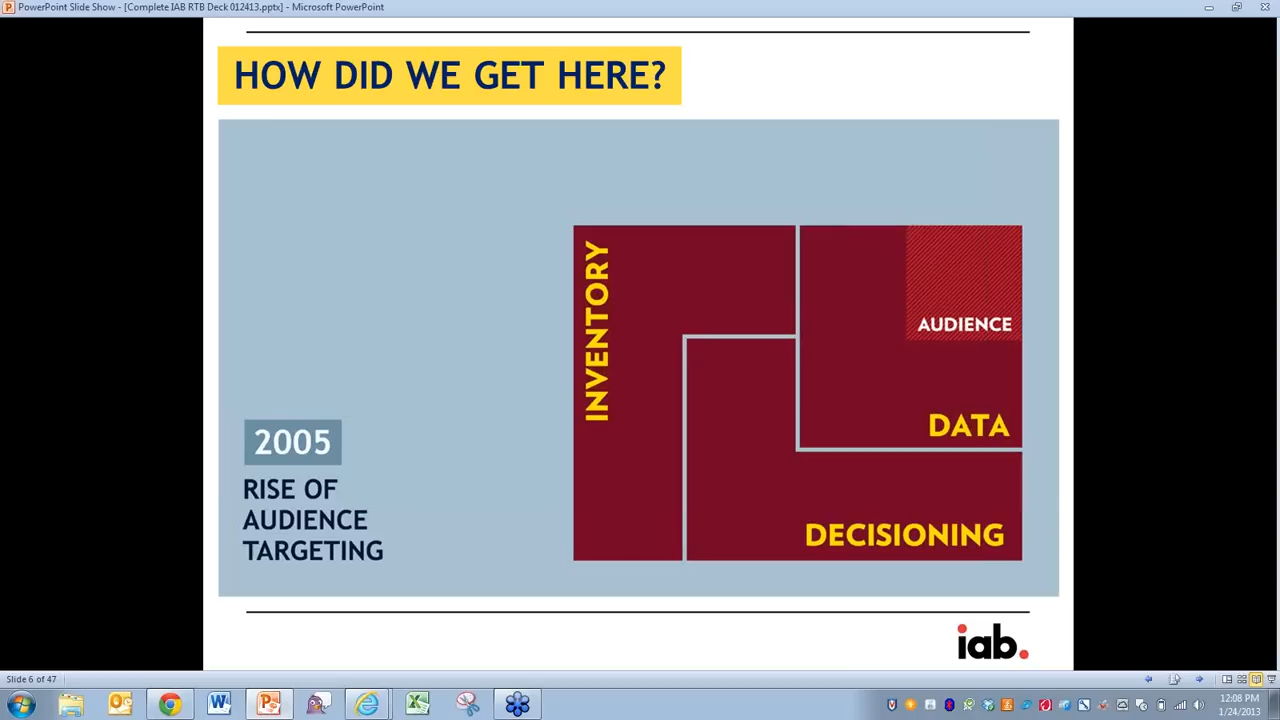 PowerPoint Slide Show - [Complete IAB RTB Deck 012413.pptx] - Microsoft PowerPoint
HOW DID WE GET HERE?
INVENTORY
AUDIENCE
DATA
DECISIONING
2005
RISE OF
AUDIENCE
TARGETING
iab.
Slide 6 of 47
12:08 PM
1/24/2013